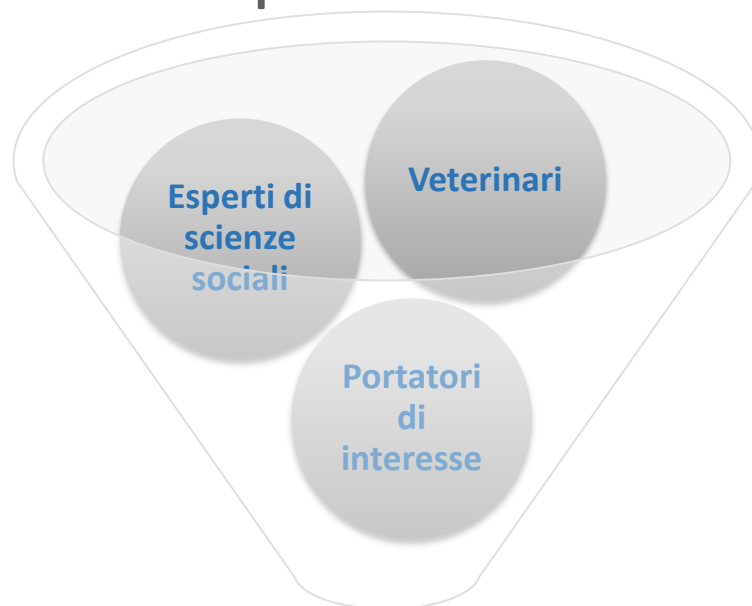 Esperti di
scienze
sociali
Veterinari
Portatori
di
interesse